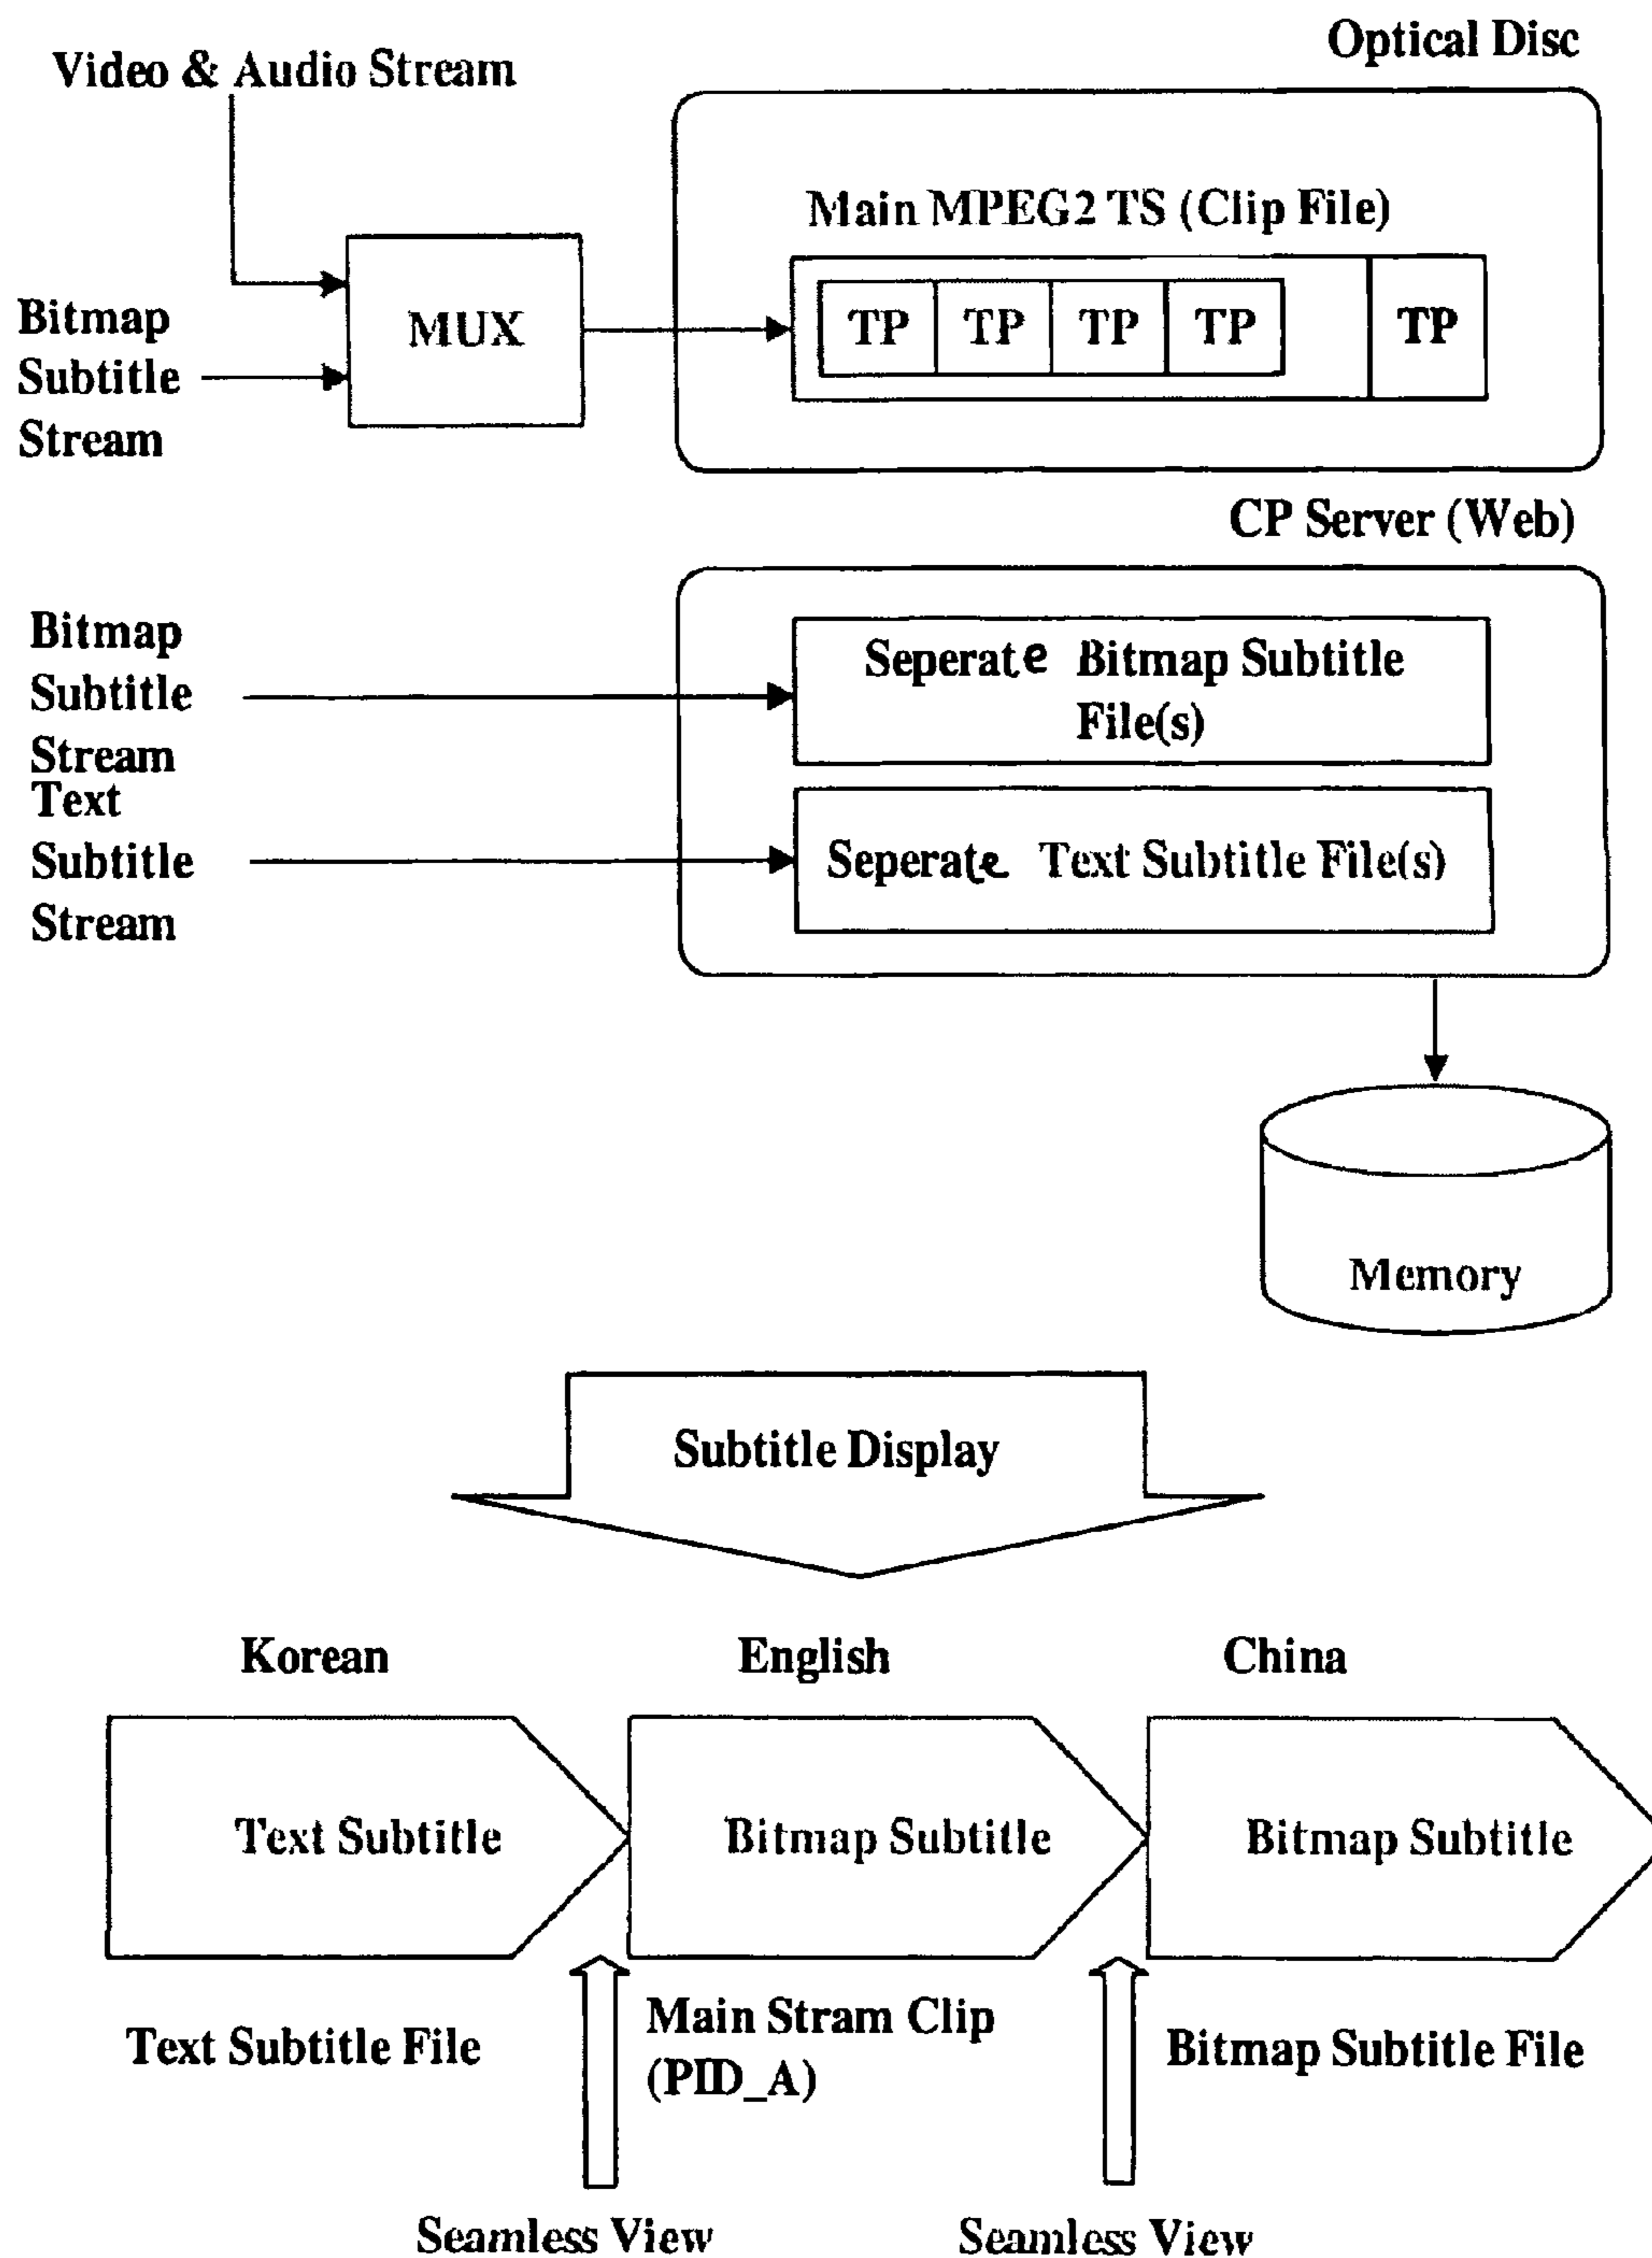 Optical Disc
Video & Audio Stream
Main MPEG2 TS (Clip File)
Bitmap
Subtitle
Stream
MUX
TP TP TP TP TP
CP Server (Web)
Bitmap
Subtitle
Stream
Seperate Bitmap Subtitle
File(s)
Text
Subtitle
Stream
Seperate Text Subtitle File(s)
Memory
Subtitle Display
Korean English China
Text Subtitle Bitmap Subtitle Bitmap Subtitle
Text Subtitle File
Main Stram Clip
(PID_A)
Bitmap Subtitle File
Seamless View Seamless View